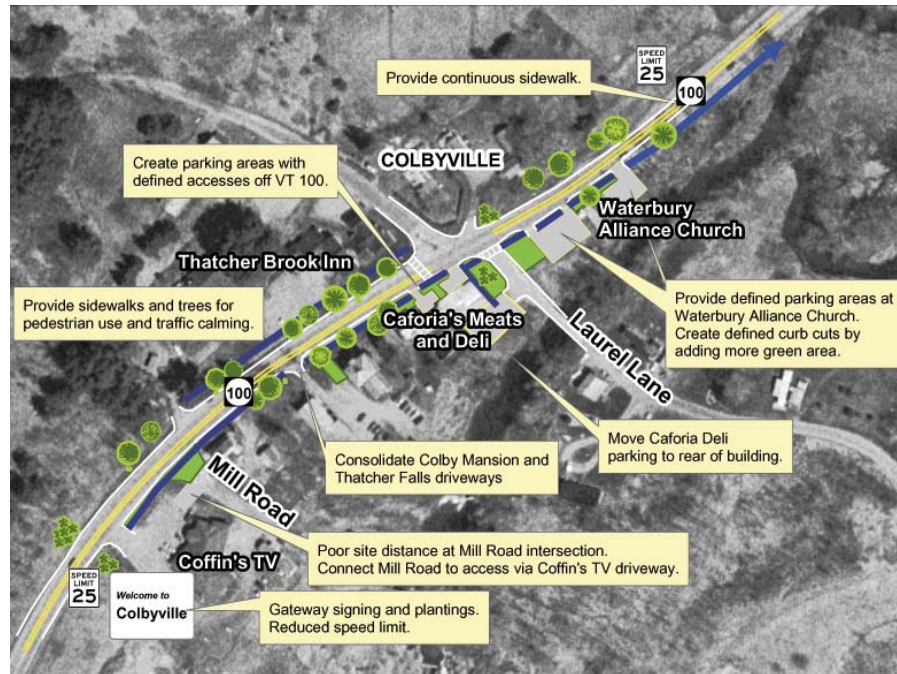 SPEED
LIMIT
25
Provide continuous sidewalk.
100
COLBYVILLE
Create parking areas with
defined accesses off VT 100.
Waterbury
Alliance Church
Thatcher Brook Inn
Provide sidewalks and trees for
pedestrian use and traffic calming.
Caforia's Meats
and Deli
Provide defined parking areas at
Waterbury Alliance Church.
Create defined curb cuts by
adding more green area.
Laurel Lane
100
Move Caforia Deli
parking to rear of building.
Consolidate Colby Mansion and
Thatcher Falls driveways
Mill Road
Poor site distance at Mill Road intersection.
Connect Mill Road to access via Coffin's TV driveway.
Coffin's TV
SPEED
LIMIT
25
Welcome to
Colbyville
Gateway signing and plantings.
Reduced speed limit.